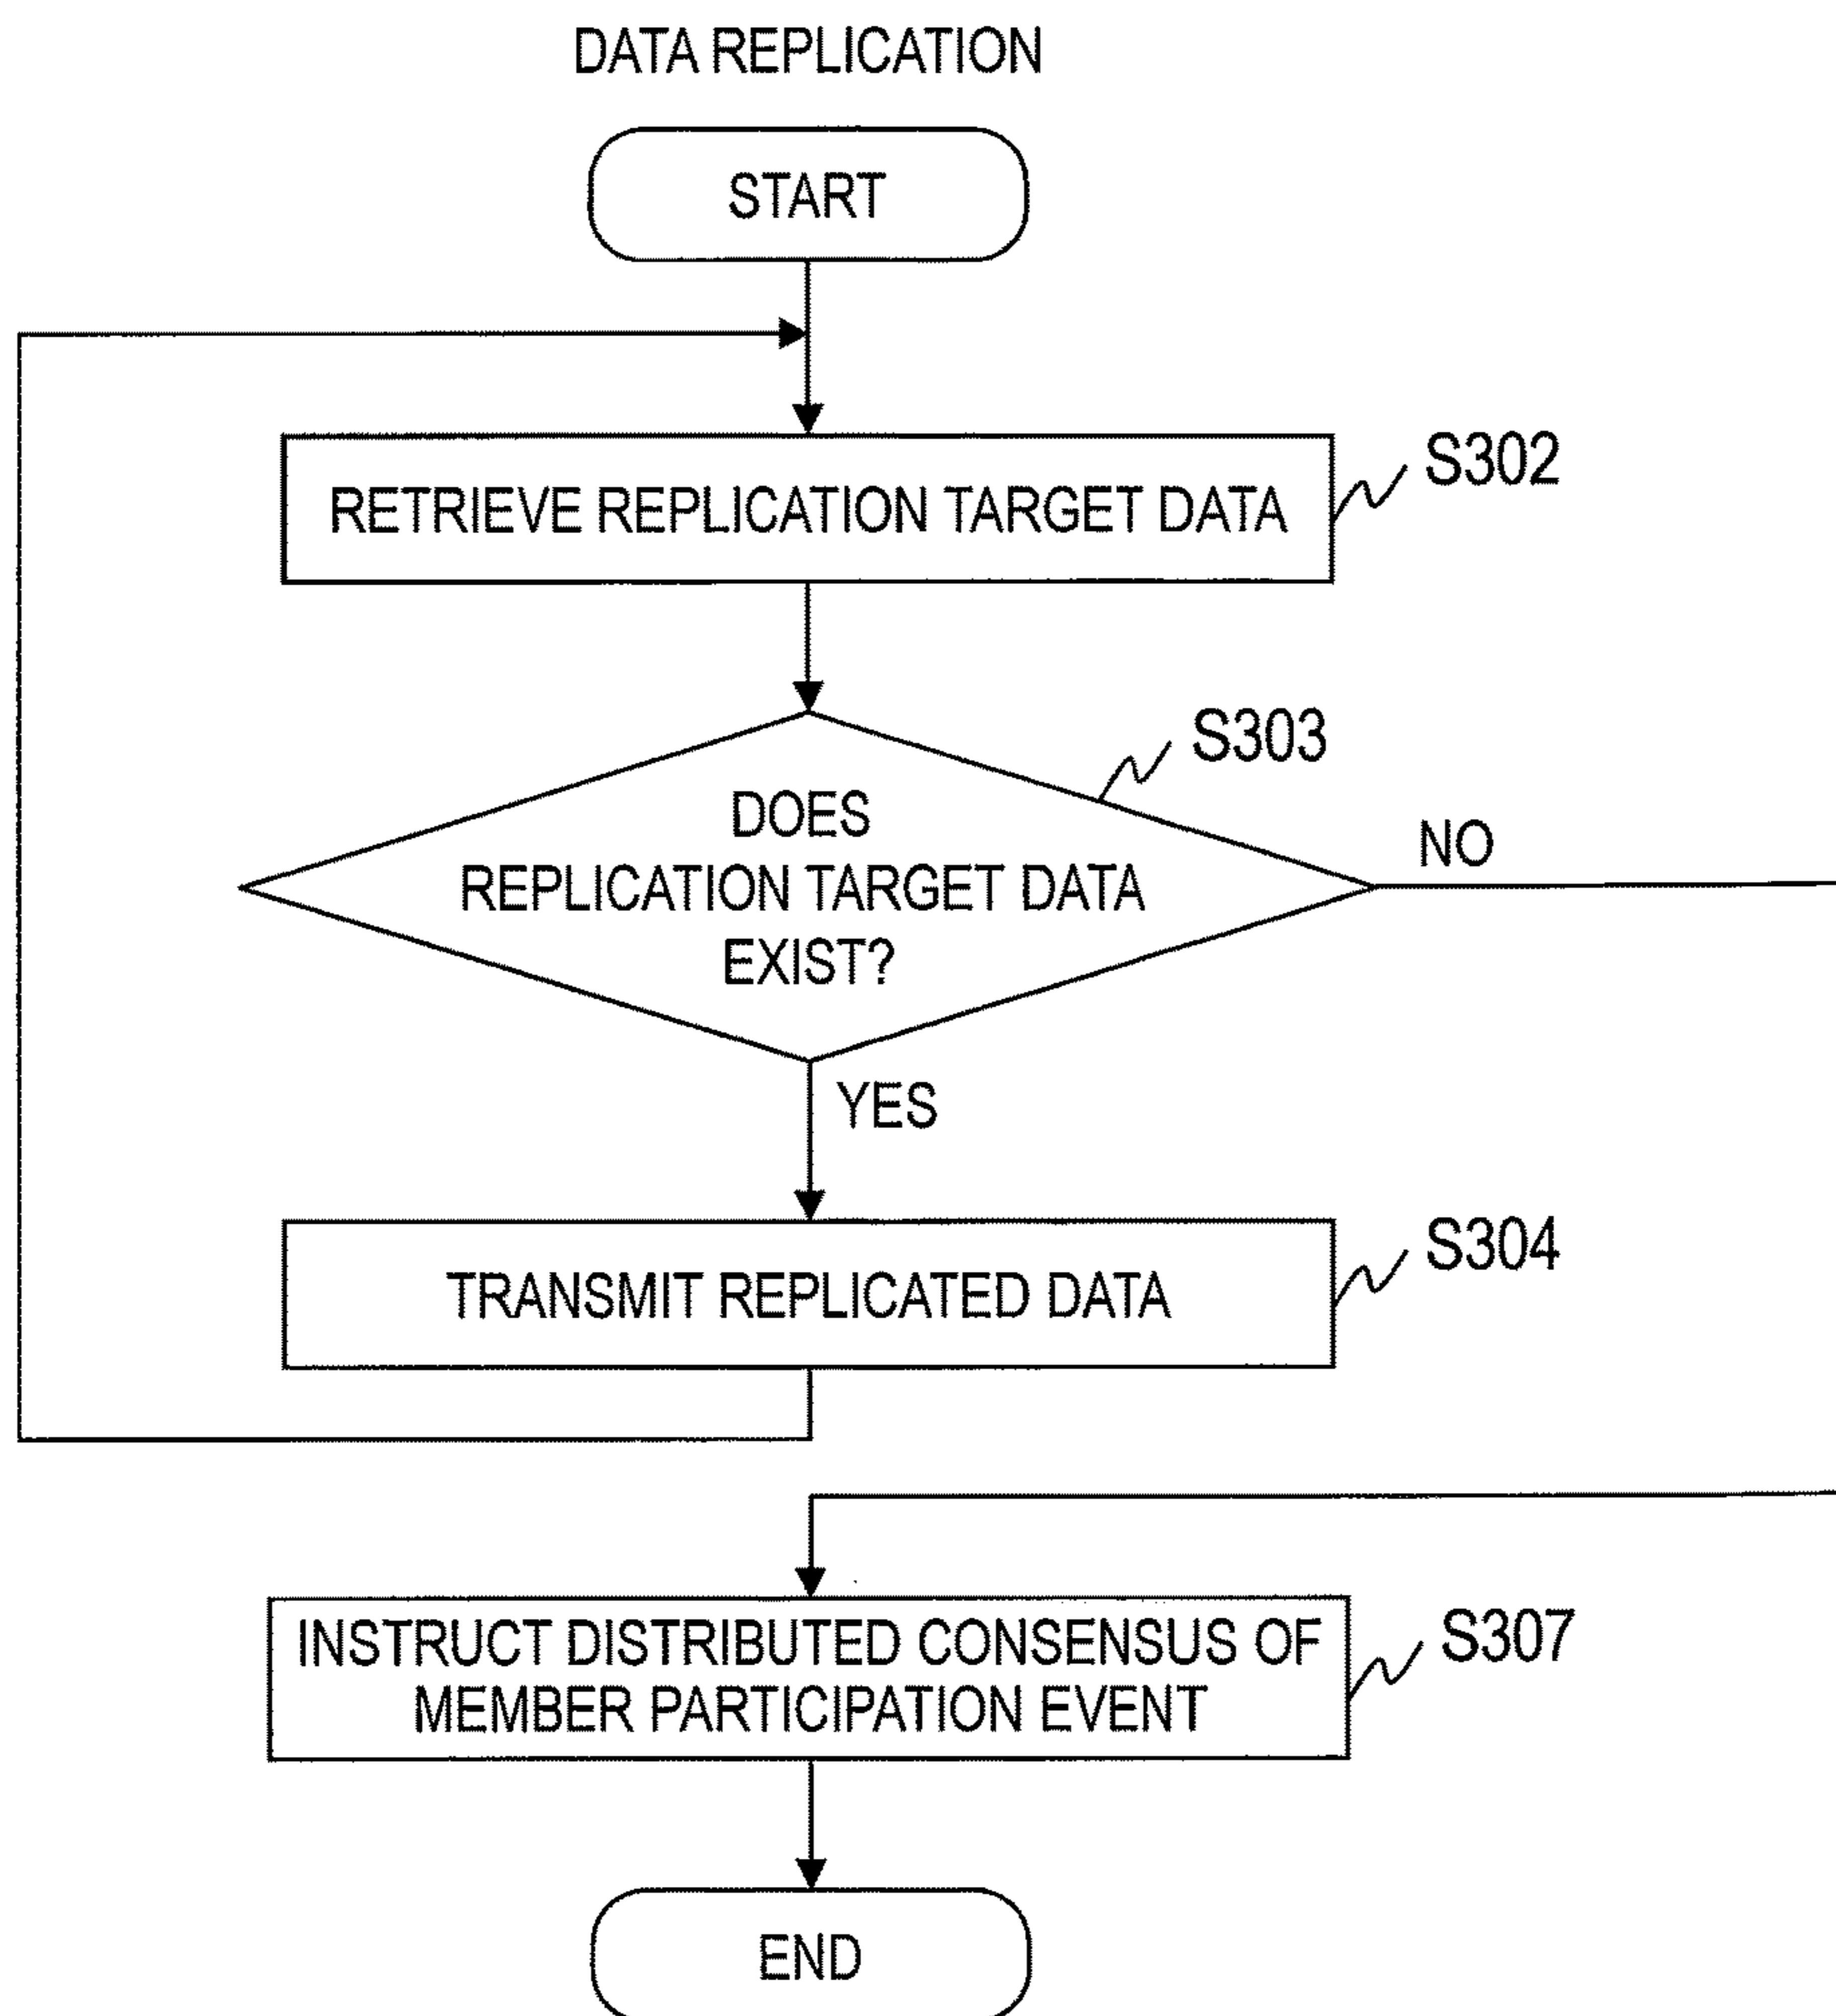 DATA REPLICATION
START
RETRIEVE REPLICATION TARGET DATA
S302
S303
DOES
REPLICATION TARGET DATA
EXIST?
NO
YES
TRANSMIT REPLICATED DATA
S304
INSTRUCT DISTRIBUTED CONSENSUS OF
MEMBER PARTICIPATION EVENT
S307
END